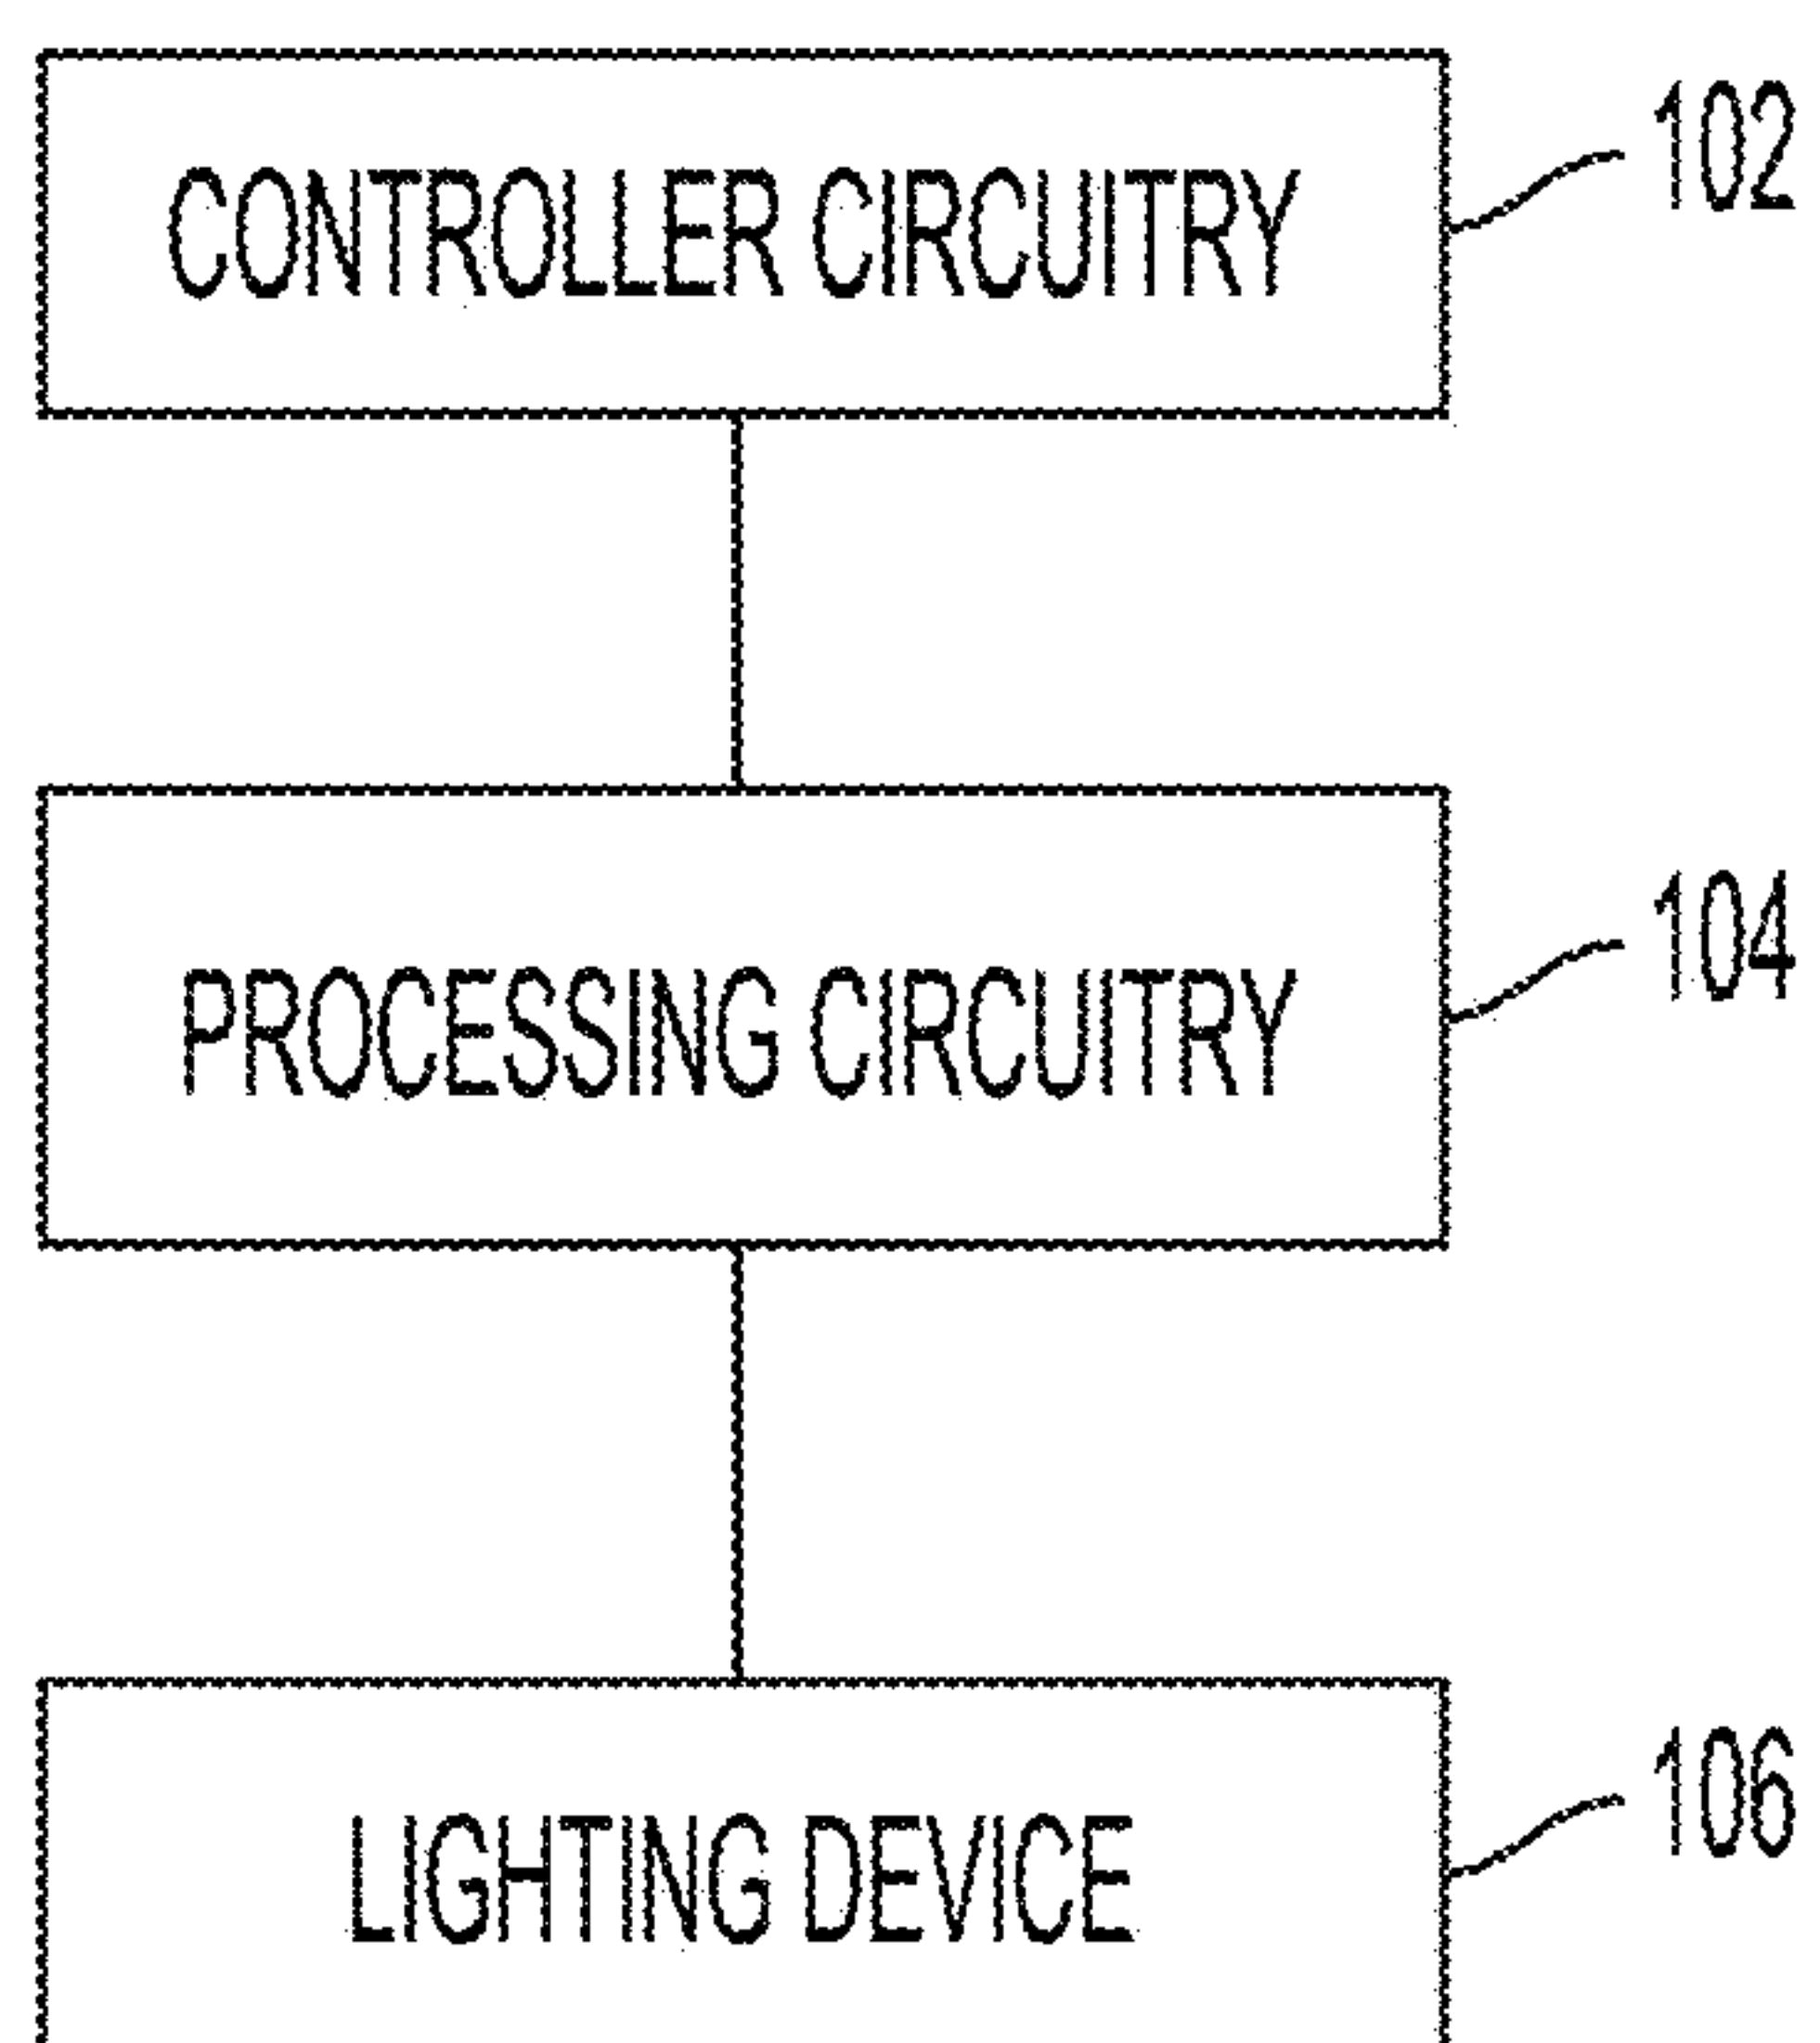 CONTROLLER CIRCUITRY
102
PROCESSING CIRCUITRY
104
LIGHTING DEVICE
106